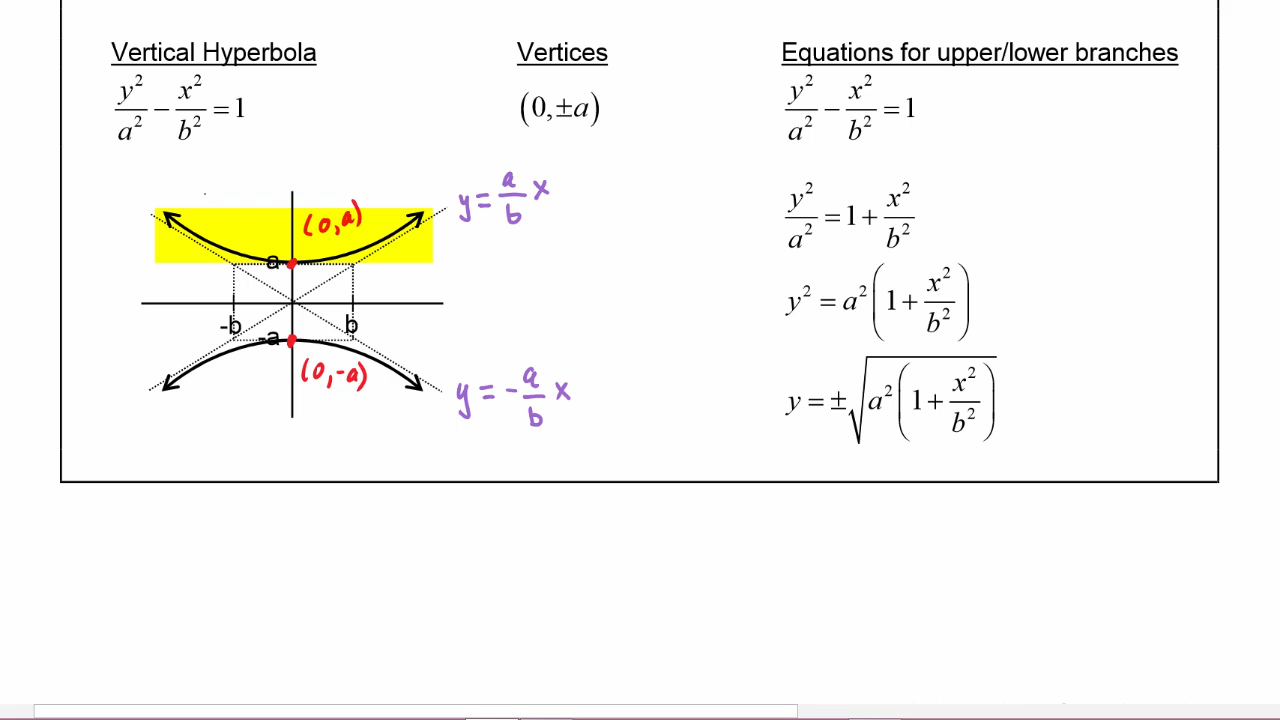 Vertical Hyperbola
y²/a² − x²/b² = 1
Vertices
(0, ±a)
Equations for upper/lower branches
y²/a² − x²/b² = 1
y²/a² = 1 + x²/b²
y² = a²(1 + x²/b²)
y = ±√(a²(1 + x²/b²))
y = a/b x
(0, a)
a
-b
b
-a
(0, -a)
y = - a/b x